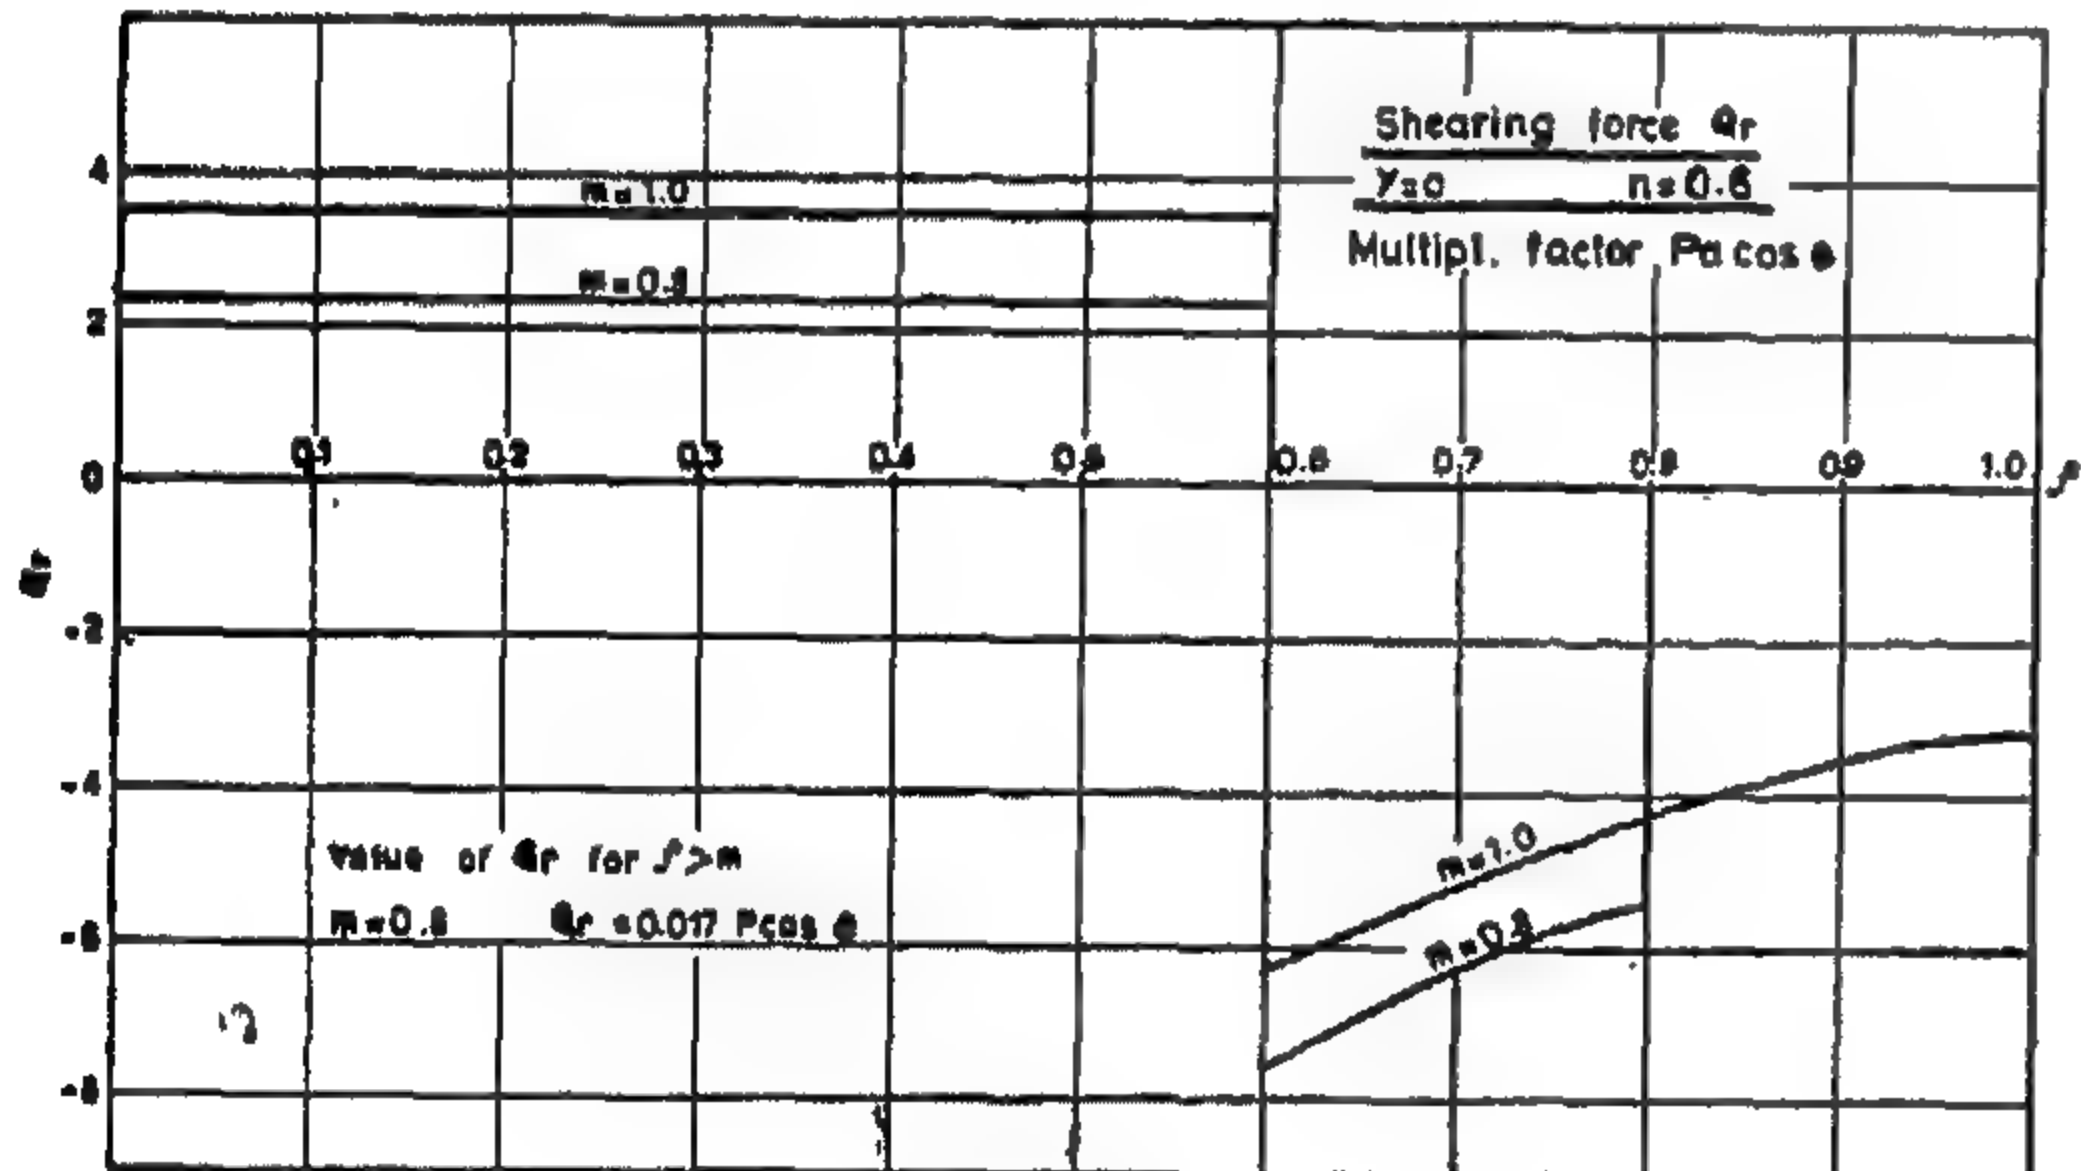 Shearing force Qr
γ=0 n=0.6
Multipl. factor Pa cos θ
4
m=1.0
m=0.8
2
0.1 0.2 0.3 0.4 0.5 0.6 0.7 0.8 0.9 1.0 ρ
0
Qr
-2
-4
m=1.0
Value of Qr for ρ>m
m=0.8 Qr =0.017 Pcos θ
m=0.8
-6
-8